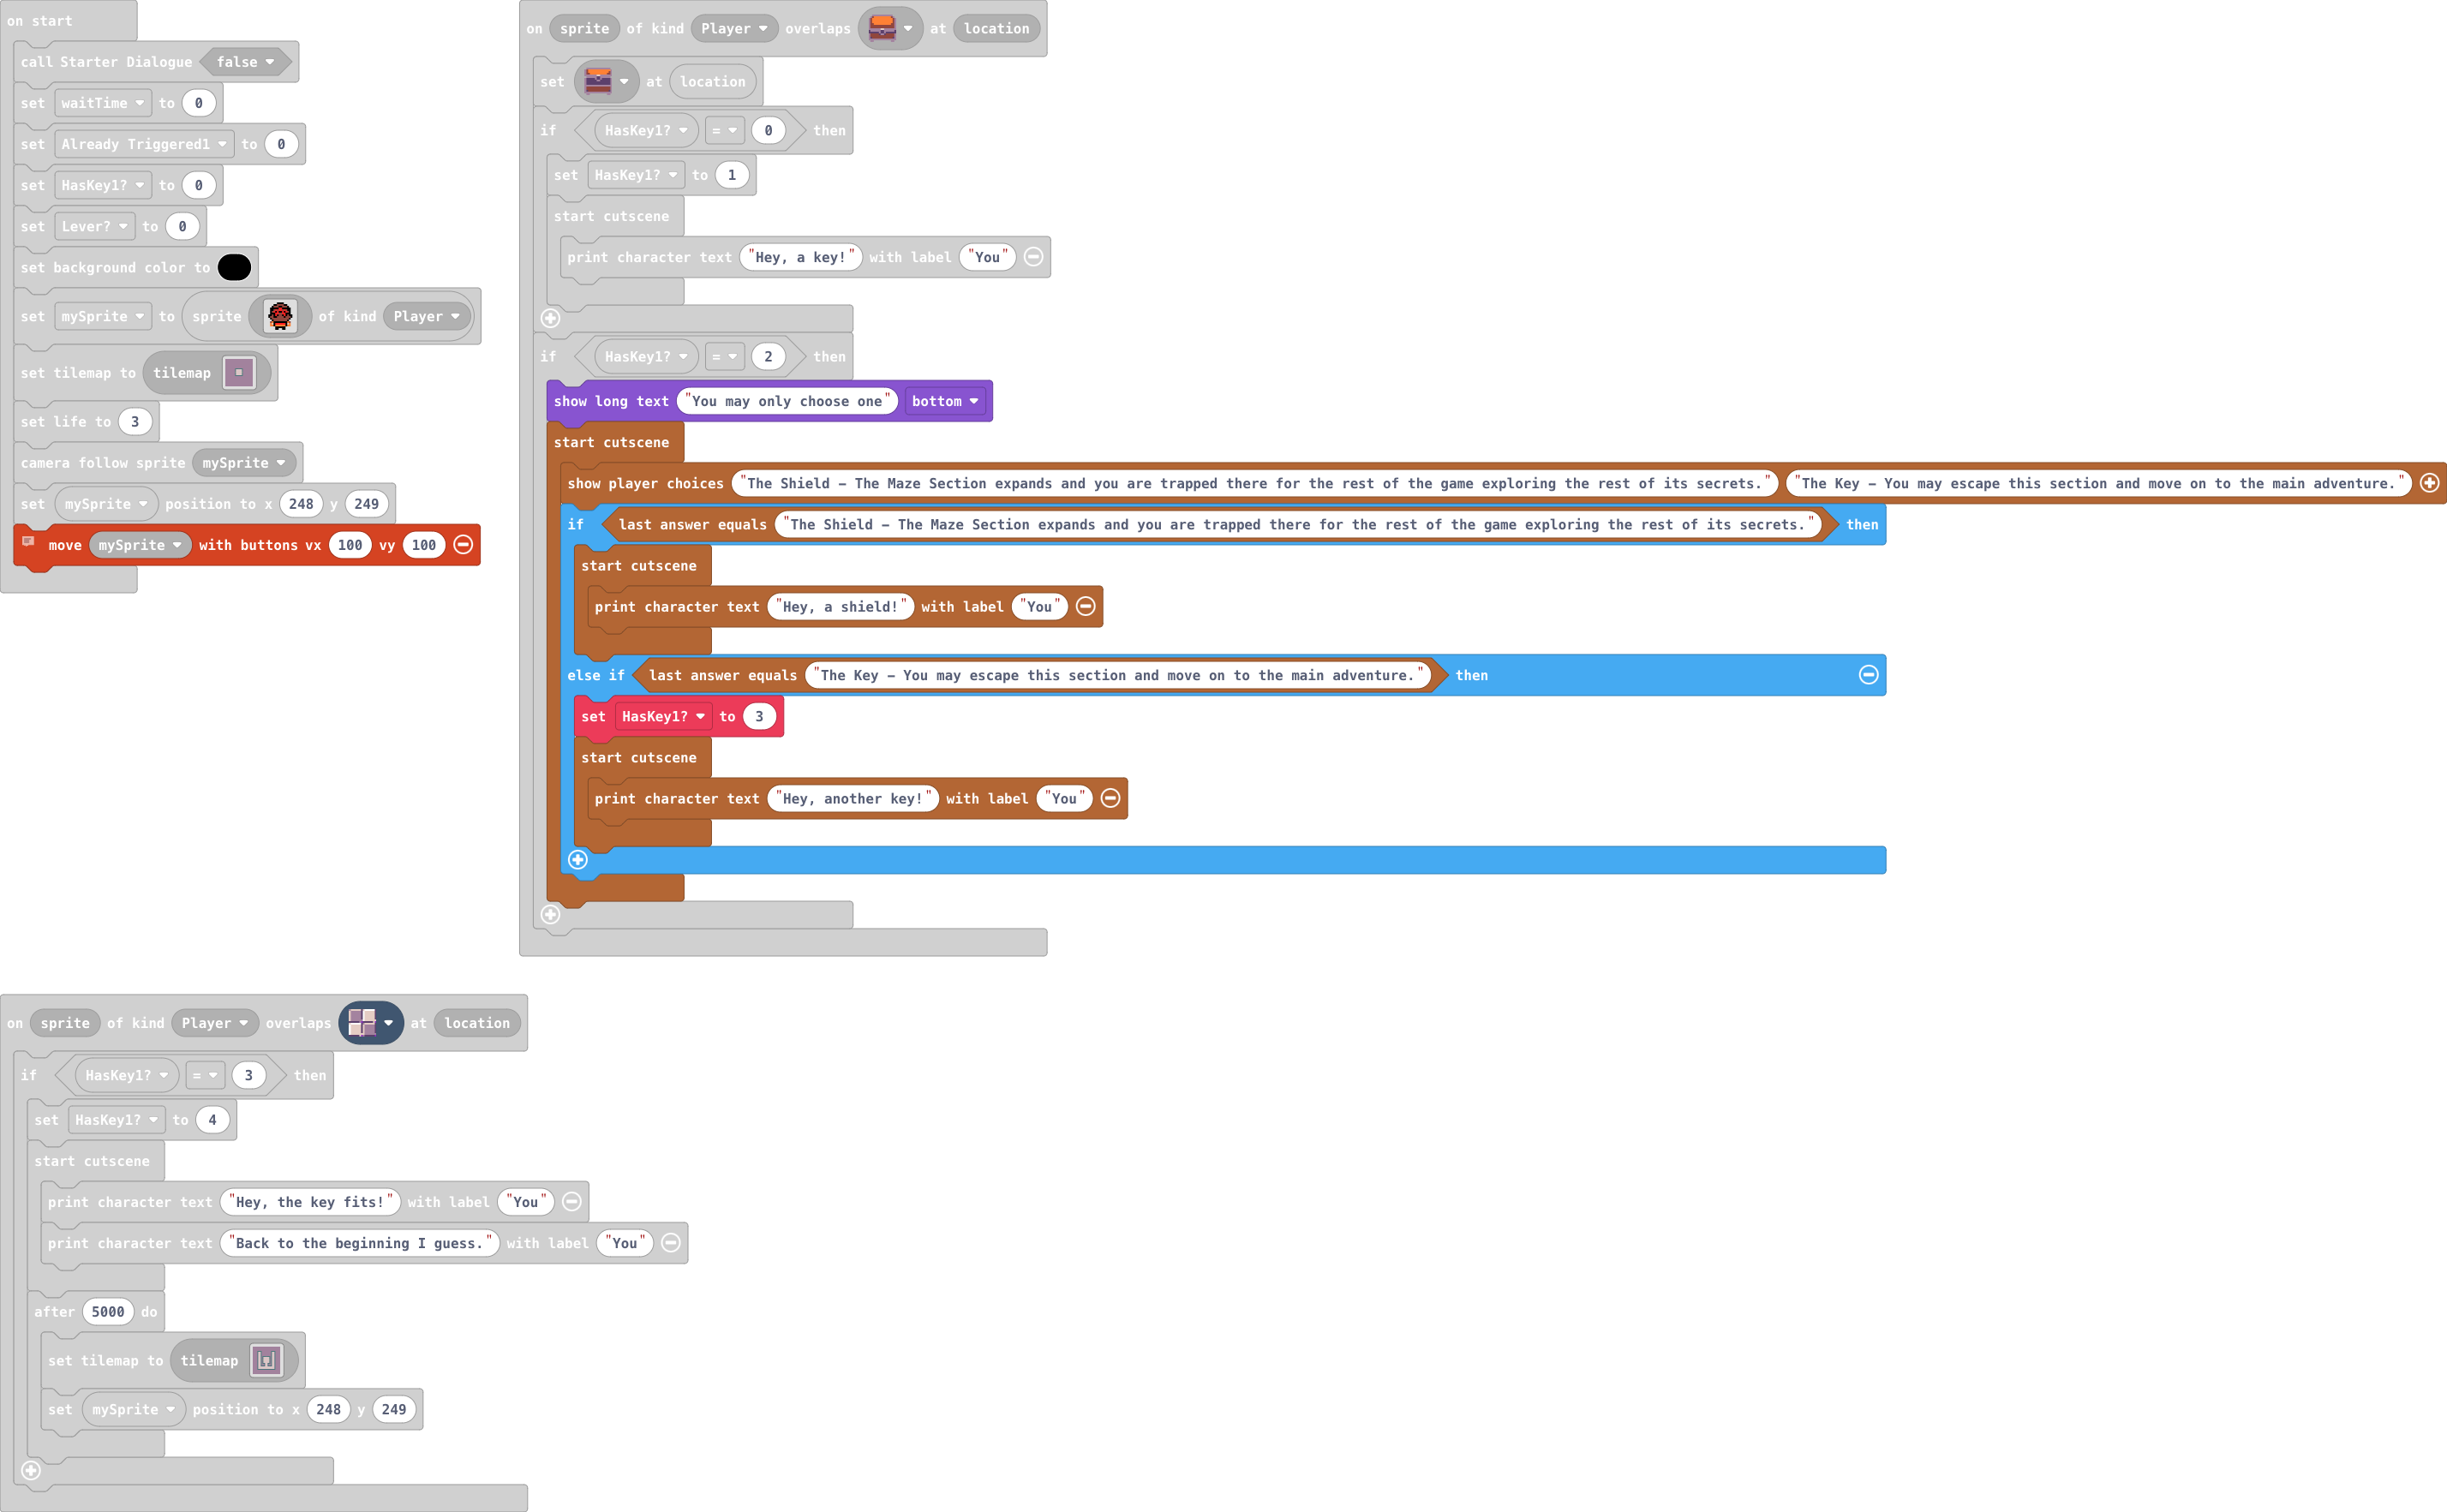 on start
call Starter Dialogue false
set waitTime to 0
set Already Triggered1 to 0
set HasKey1? to 0
set Lever? to 0
set background color to
set mySprite to sprite of kind Player
set tilemap to tilemap
set life to 3
camera follow sprite mySprite
set mySprite position to x 248 y 249
move mySprite with buttons vx 100 vy 100
on sprite of kind Player overlaps at location
set at location
if HasKey1? = 0 then
set HasKey1? to 1
start cutscene
print character text "Hey, a key!" with label "You"
if HasKey1? = 2 then
show long text "You may only choose one" bottom
start cutscene
show player choices "The Shield – The Maze Section expands and you are trapped there for the rest of the game exploring the rest of its secrets." "The Key – You may escape this section and move on to the main adventure."
if last answer equals "The Shield – The Maze Section expands and you are trapped there for the rest of the game exploring the rest of its secrets." then
start cutscene
print character text "Hey, a shield!" with label "You"
else if last answer equals "The Key – You may escape this section and move on to the main adventure." then
set HasKey1? to 3
start cutscene
print character text "Hey, another key!" with label "You"
on sprite of kind Player overlaps at location
if HasKey1? = 3 then
set HasKey1? to 4
start cutscene
print character text "Hey, the key fits!" with label "You"
print character text "Back to the beginning I guess." with label "You"
after 5000 do
set tilemap to tilemap
set mySprite position to x 248 y 249